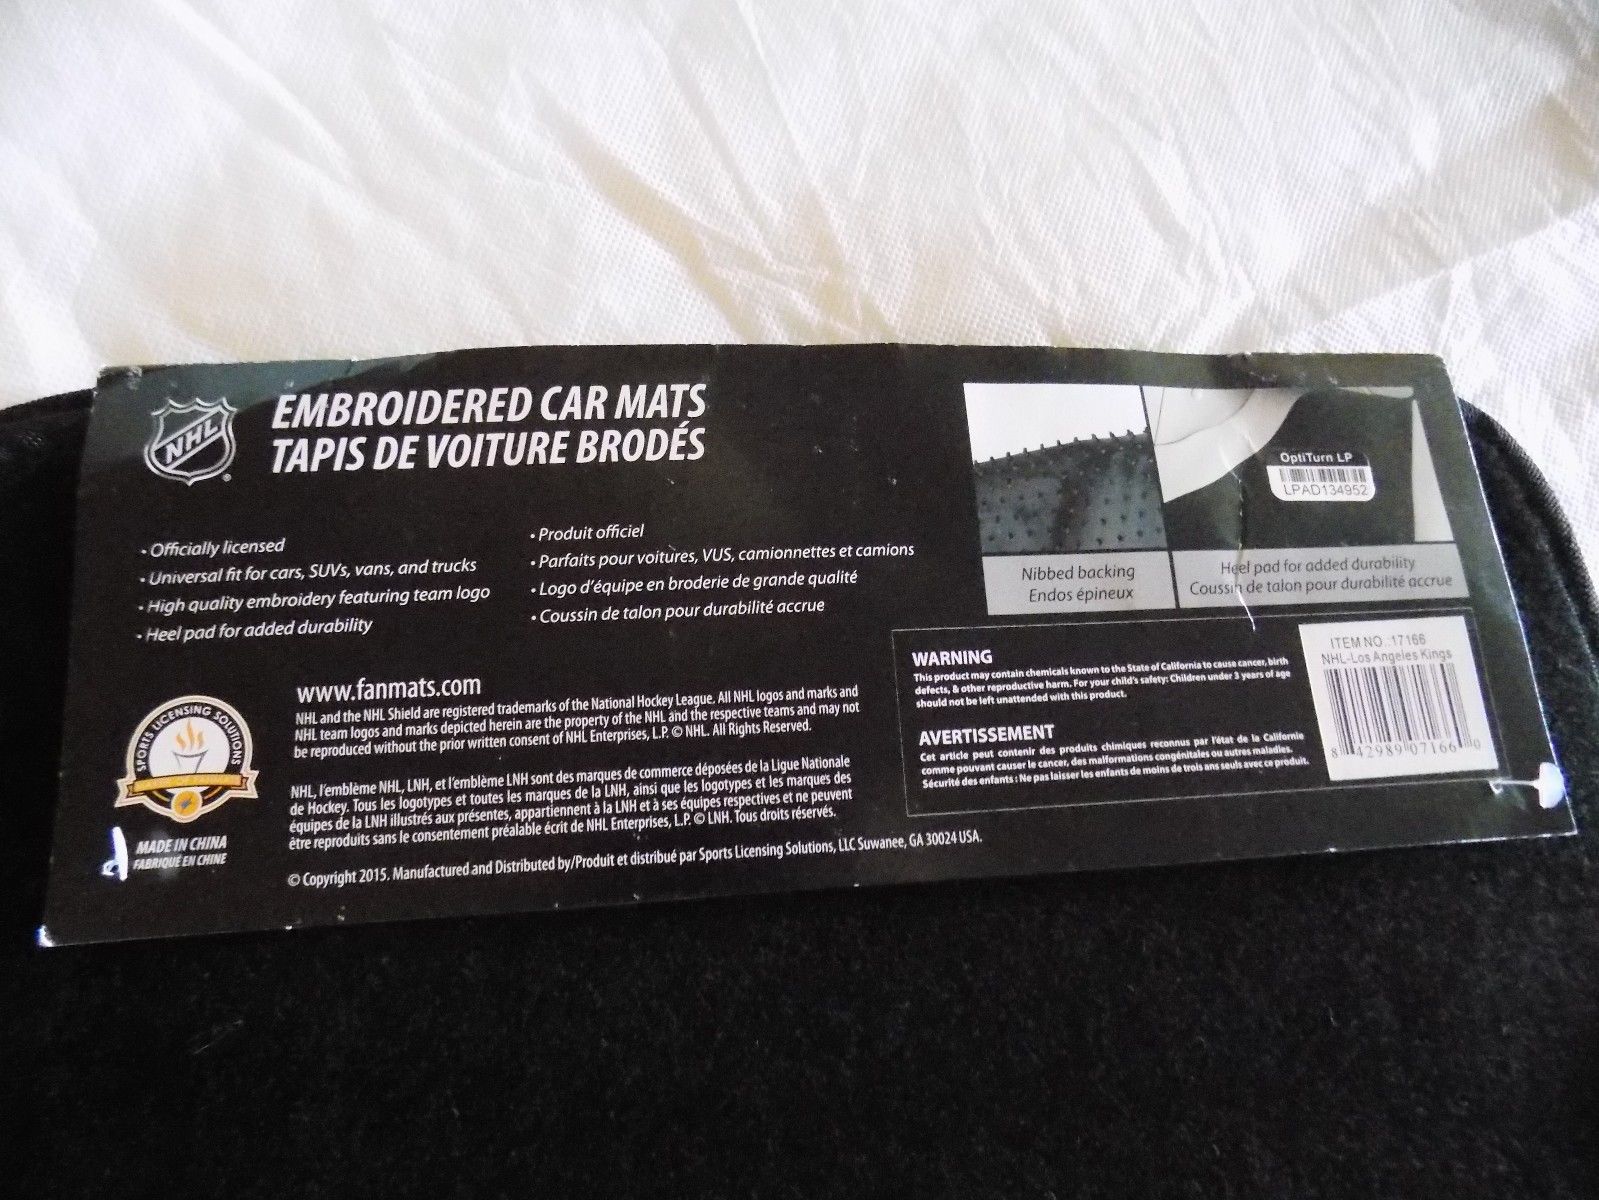 NHL
EMBROIDERED CAR MATS
TAPIS DE VOITURE BRODÉS
• Officially licensed
• Universal fit for cars, SUVs, vans, and trucks
• High quality embroidery featuring team logo
• Heel pad for added durability
• Produit officiel
• Parfaits pour voitures, VUS, camionnettes et camions
• Logo d'équipe en broderie de grande qualité
• Coussin de talon pour durabilité accrue
OptiTurn LP
LPAD134952
Nibbed backing
Endos épineux
Heel pad for added durability
Coussin de talon pour durabilité accrue
www.fanmats.com
NHL and the NHL Shield are registered trademarks of the National Hockey League. All NHL logos and marks and
NHL team logos and marks depicted herein are the property of the NHL and the respective teams and may not
be reproduced without the prior written consent of NHL Enterprises, L.P. © NHL. All Rights Reserved.
NHL, l'emblème NHL, LNH, et l'emblème LNH sont des marques de commerce déposées de la Ligue Nationale
de Hockey. Tous les logotypes et toutes les marques de la LNH, ainsi que les logotypes et les marques des
équipes de la LNH illustrés aux présentes, appartiennent à la LNH et à ses équipes respectives et ne peuvent
être reproduits sans le consentement préalable écrit de NHL Enterprises, L.P. © LNH. Tous droits réservés.
© Copyright 2015. Manufactured and Distributed by/Produit et distribué par Sports Licensing Solutions, LLC Suwanee, GA 30024 USA.
SPORTS LICENSING SOLUTIONS
MADE IN CHINA
FABRIQUÉ EN CHINE
WARNING
This product may contain chemicals known to the State of California to cause cancer, birth
defects, & other reproductive harm. For your child's safety: Children under 3 years of age
should not be left unattended with this product.
AVERTISSEMENT
Cet article peut contenir des produits chimiques reconnus par l'état de la Californie
comme pouvant causer le cancer, des malformations congénitales ou autres maladies.
Sécurité des enfants : Ne pas laisser les enfants de moins de trois ans seuls avec ce produit.
ITEM NO.:17166
NHL-Los Angeles Kings
8 42989 07166 0